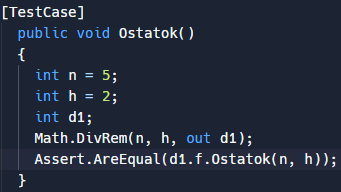 [TestCase]
public void Ostatok()
{
int n = 5;
int h = 2;
int d1;
Math.DivRem(n, h, out d1);
Assert.AreEqual(d1.f.Ostatok(n, h));
}